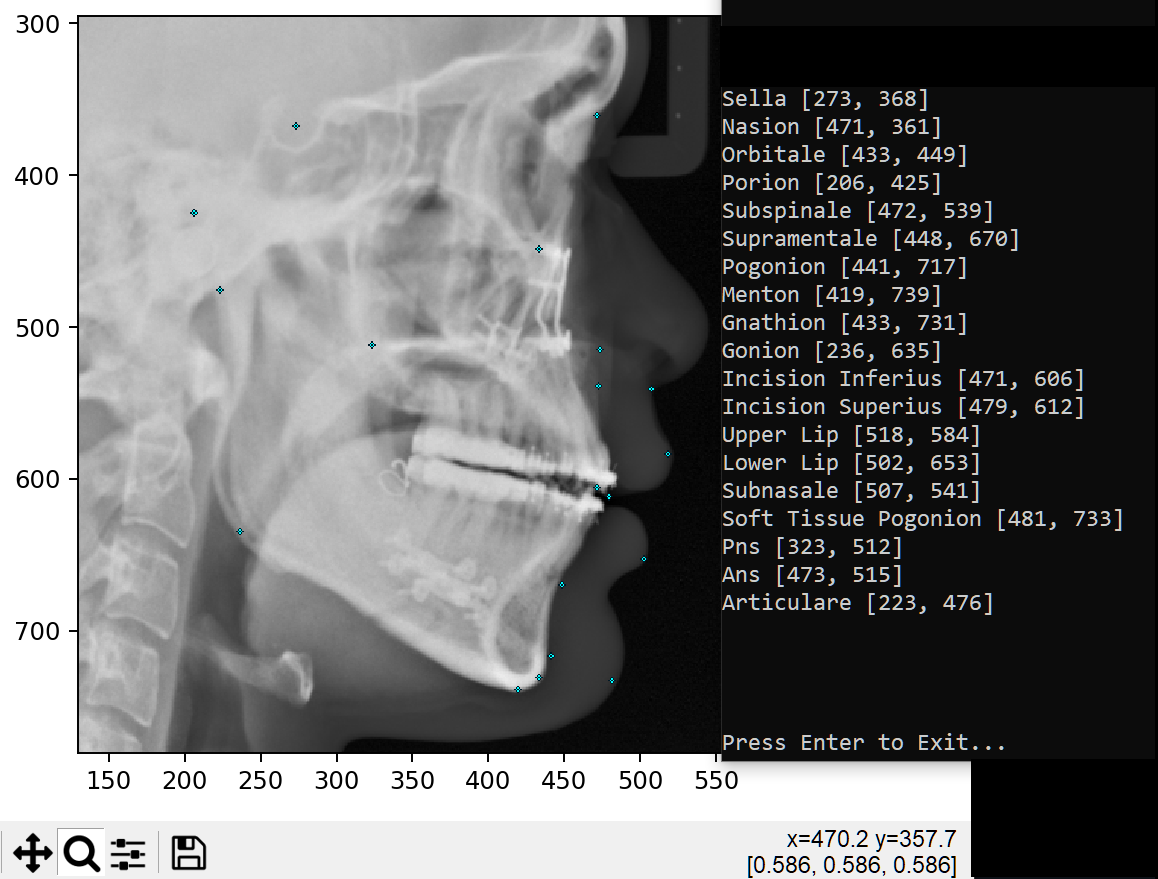 300
400
500
600
700
150 200 250 300 350 400 450 500 550
Sella [273, 368]
Nasion [471, 361]
Orbitale [433, 449]
Porion [206, 425]
Subspinale [472, 539]
Supramentale [448, 670]
Pogonion [441, 717]
Menton [419, 739]
Gnathion [433, 731]
Gonion [236, 635]
Incision Inferius [471, 606]
Incision Superius [479, 612]
Upper Lip [518, 584]
Lower Lip [502, 653]
Subnasale [507, 541]
Soft Tissue Pogonion [481, 733]
Pns [323, 512]
Ans [473, 515]
Articulare [223, 476]
Press Enter to Exit...
x=470.2 y=357.7
[0.586, 0.586, 0.586]